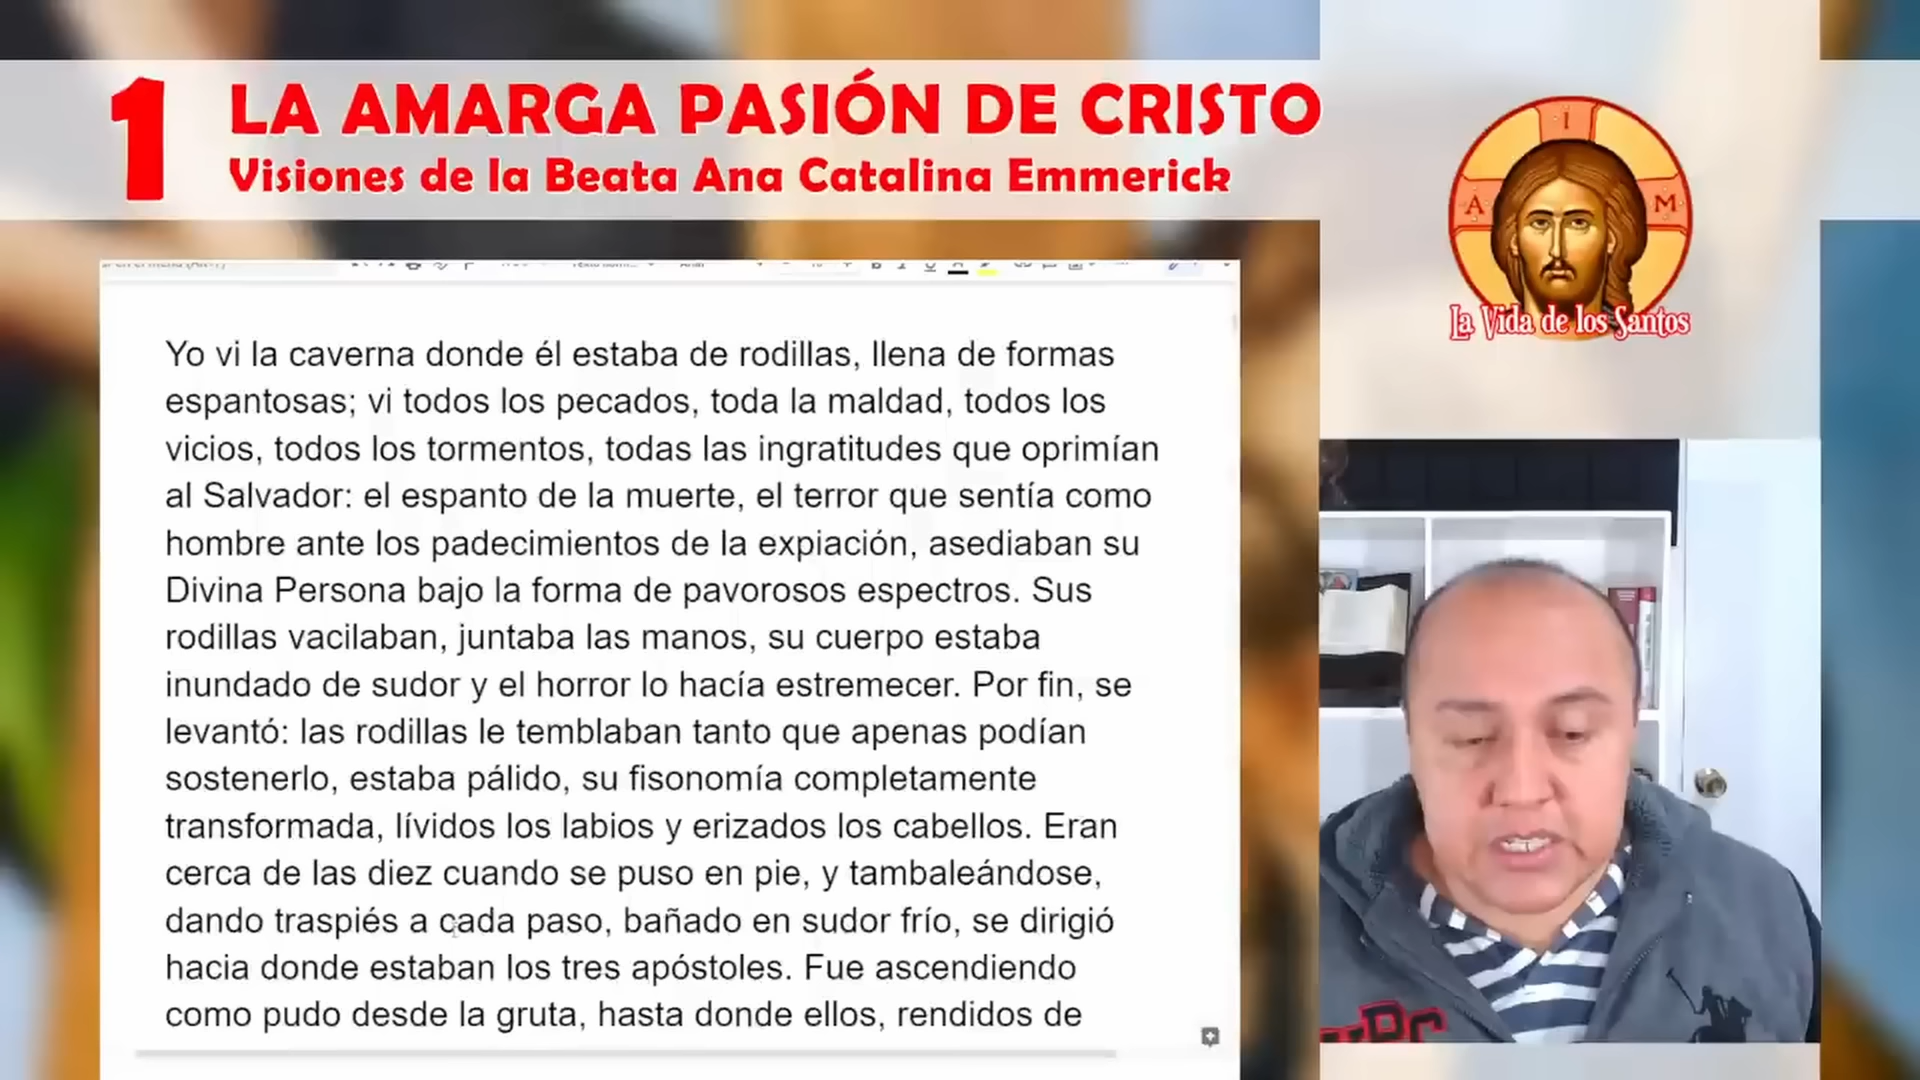 1
LA AMARGA PASIÓN DE CRISTO
Visiones de la Beata Ana Catalina Emmerick
I
A M
La Vida de los Santos
Yo vi la caverna donde él estaba de rodillas, llena de formas
espantosas; vi todos los pecados, toda la maldad, todos los
vicios, todos los tormentos, todas las ingratitudes que oprimían
al Salvador: el espanto de la muerte, el terror que sentía como
hombre ante los padecimientos de la expiación, asediaban su
Divina Persona bajo la forma de pavorosos espectros. Sus
rodillas vacilaban, juntaba las manos, su cuerpo estaba
inundado de sudor y el horror lo hacía estremecer. Por fin, se
levantó: las rodillas le temblaban tanto que apenas podían
sostenerlo, estaba pálido, su fisonomía completamente
transformada, lívidos los labios y erizados los cabellos. Eran
cerca de las diez cuando se puso en pie, y tambaleándose,
dando traspiés a cada paso, bañado en sudor frío, se dirigió
hacia donde estaban los tres apóstoles. Fue ascendiendo
como pudo desde la gruta, hasta donde ellos, rendidos de